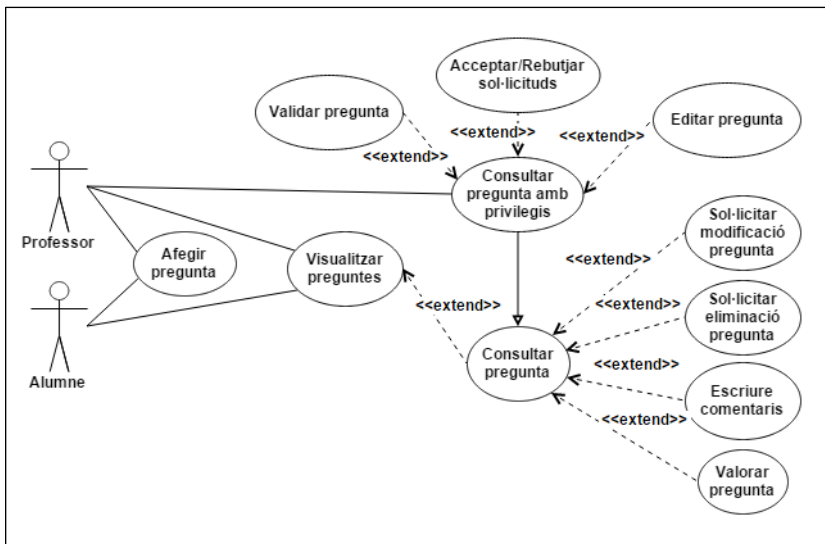 Acceptar/Rebutjar
sol·licituds
Validar pregunta
Editar pregunta
<<extend>>
<<extend>>
<<extend>>
Consultar
pregunta amb
privilegis
Professor
Afegir
pregunta
Visualitzar
preguntes
Sol·licitar
modificació
pregunta
<<extend>>
<<extend>>
<<extend>>
Sol·licitar
eliminació
pregunta
Alumne
Consultar
pregunta
<<extend>>
Escriure
comentaris
<<extend>>
Valorar
pregunta